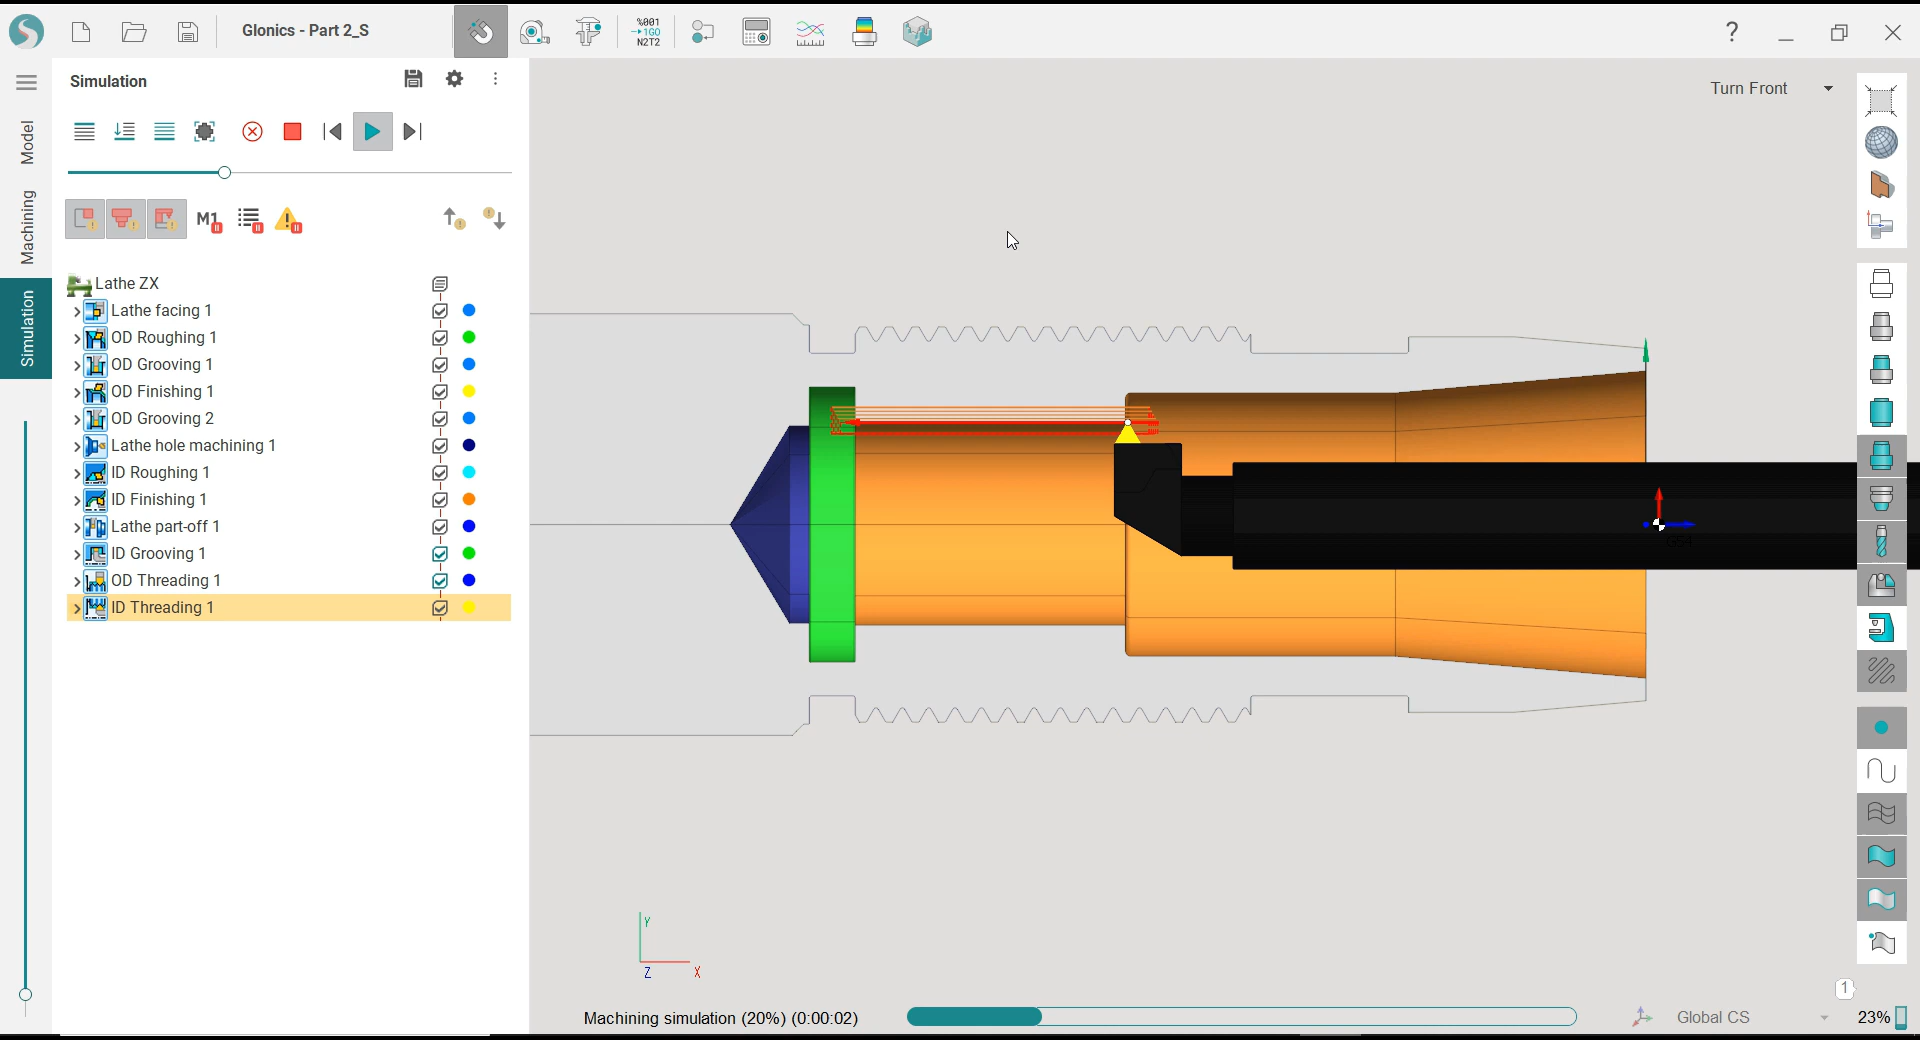 Glonics - Part 2_S
%001
1G0
N2T2
?
Simulation
Turn Front
Model
Machining
Simulation
M1
Lathe ZX
Lathe facing 1
OD Roughing 1
OD Grooving 1
OD Finishing 1
OD Grooving 2
Lathe hole machining 1
ID Roughing 1
ID Finishing 1
Lathe part-off 1
ID Grooving 1
OD Threading 1
ID Threading 1
Y
Z
X
1
Machining simulation (20%) (0:00:02)
Global CS
23%